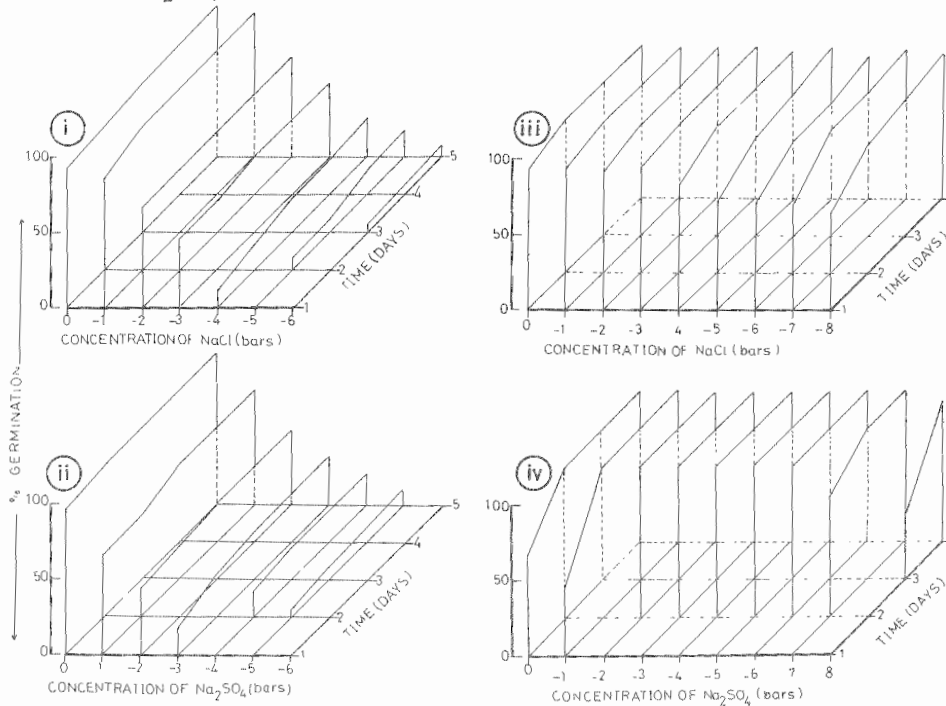 i
100
50
0
0 -1 -2 -3 -4 -5 -6
1
2
3
4
5
TIME (DAYS)
CONCENTRATION OF NaCl (bars)
iii
100
50
0
0 -1 -2 -3 4 -5 -6 -7 -8
1
2
3
TIME (DAYS)
CONCENTRATION OF NaCl (bars)
% GERMINATION
ii
100
50
0
0 1 -2 -3 -4 -5 -6
1
2
3
4
5
TIME (DAYS)
CONCENTRATION OF Na2SO4 (bars)
iv
100
50
0
0 -1 -2 -3 -4 -5 -6 7 8
1
2
3
TIME (DAYS)
CONCENTRATION OF Na2SO4 (bars)